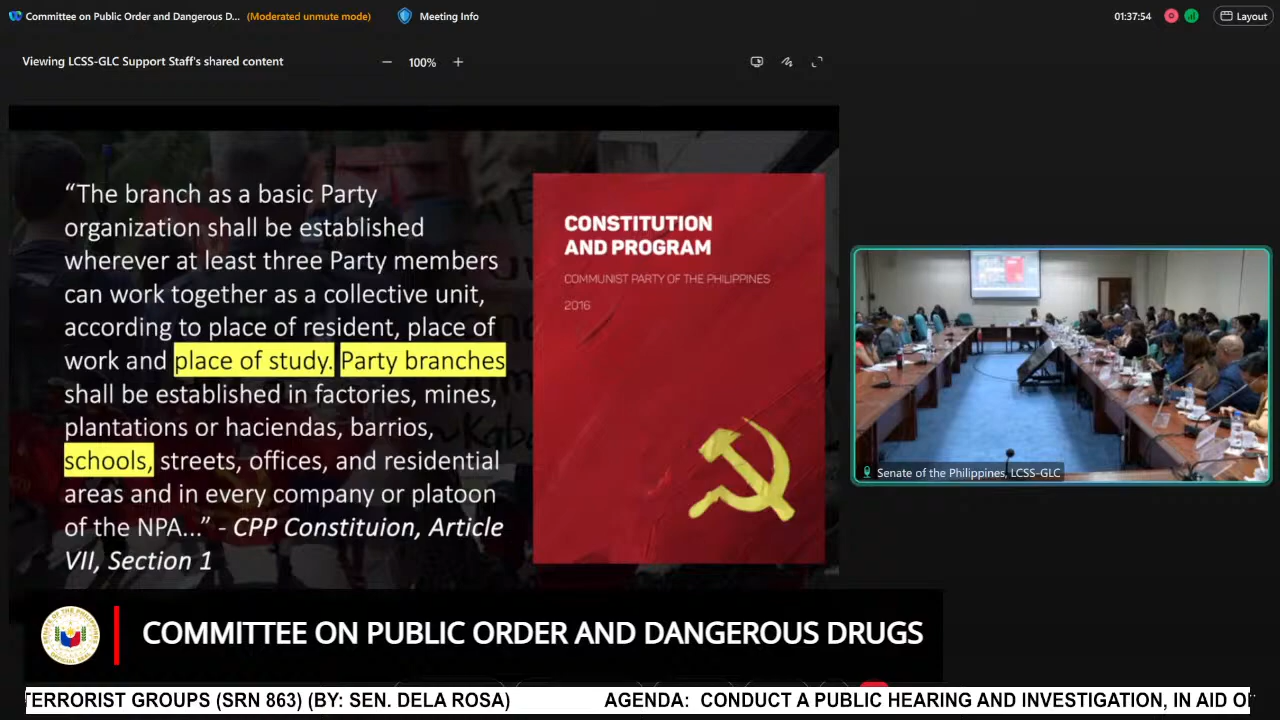 Committee on Public Order and Dangerous D... (Moderated unmute mode) Meeting Info 01:37:54 Layout
Viewing LCSS-GLC Support Staff's shared content 100%
“The branch as a basic Party
organization shall be established
wherever at least three Party members
can work together as a collective unit,
according to place of resident, place of
work and place of study. Party branches
shall be established in factories, mines,
plantations or haciendas, barrios,
schools, streets, offices, and residential
areas and in every company or platoon
of the NPA...” - CPP Constituion, Article
VII, Section 1
CONSTITUTION
AND PROGRAM
COMMUNIST PARTY OF THE PHILIPPINES
2016
Senate of the Philippines, LCSS-GLC
COMMITTEE ON PUBLIC ORDER AND DANGEROUS DRUGS
TERRORIST GROUPS (SRN 863) (BY: SEN. DELA ROSA) AGENDA: CONDUCT A PUBLIC HEARING AND INVESTIGATION, IN AID O